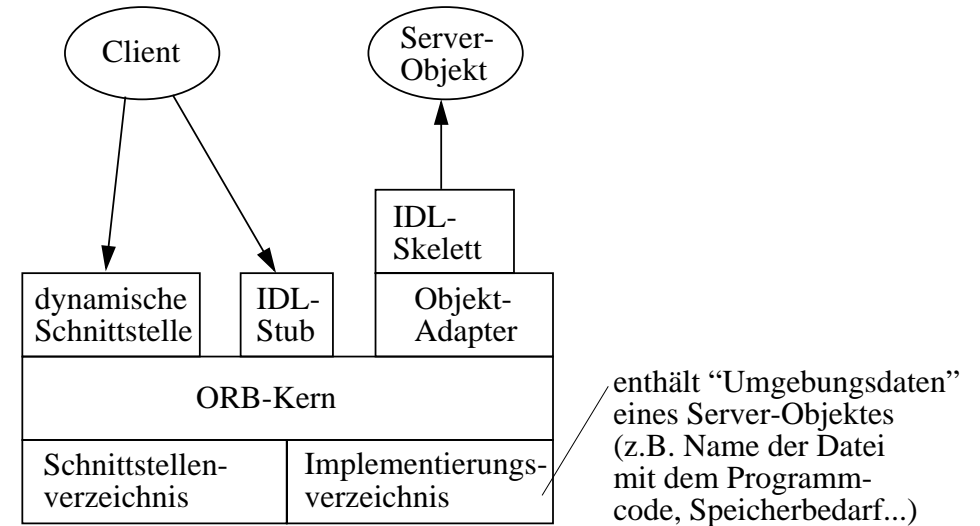 Client
Server-
Objekt
IDL-
Skelett
dynamische
Schnittstelle
IDL-
Stub
Objekt-
Adapter
ORB-Kern
Schnittstellen-
verzeichnis
Implementierungs-
verzeichnis
enthält “Umgebungsdaten”
eines Server-Objektes
(z.B. Name der Datei
mit dem Programm-
code, Speicherbedarf...)